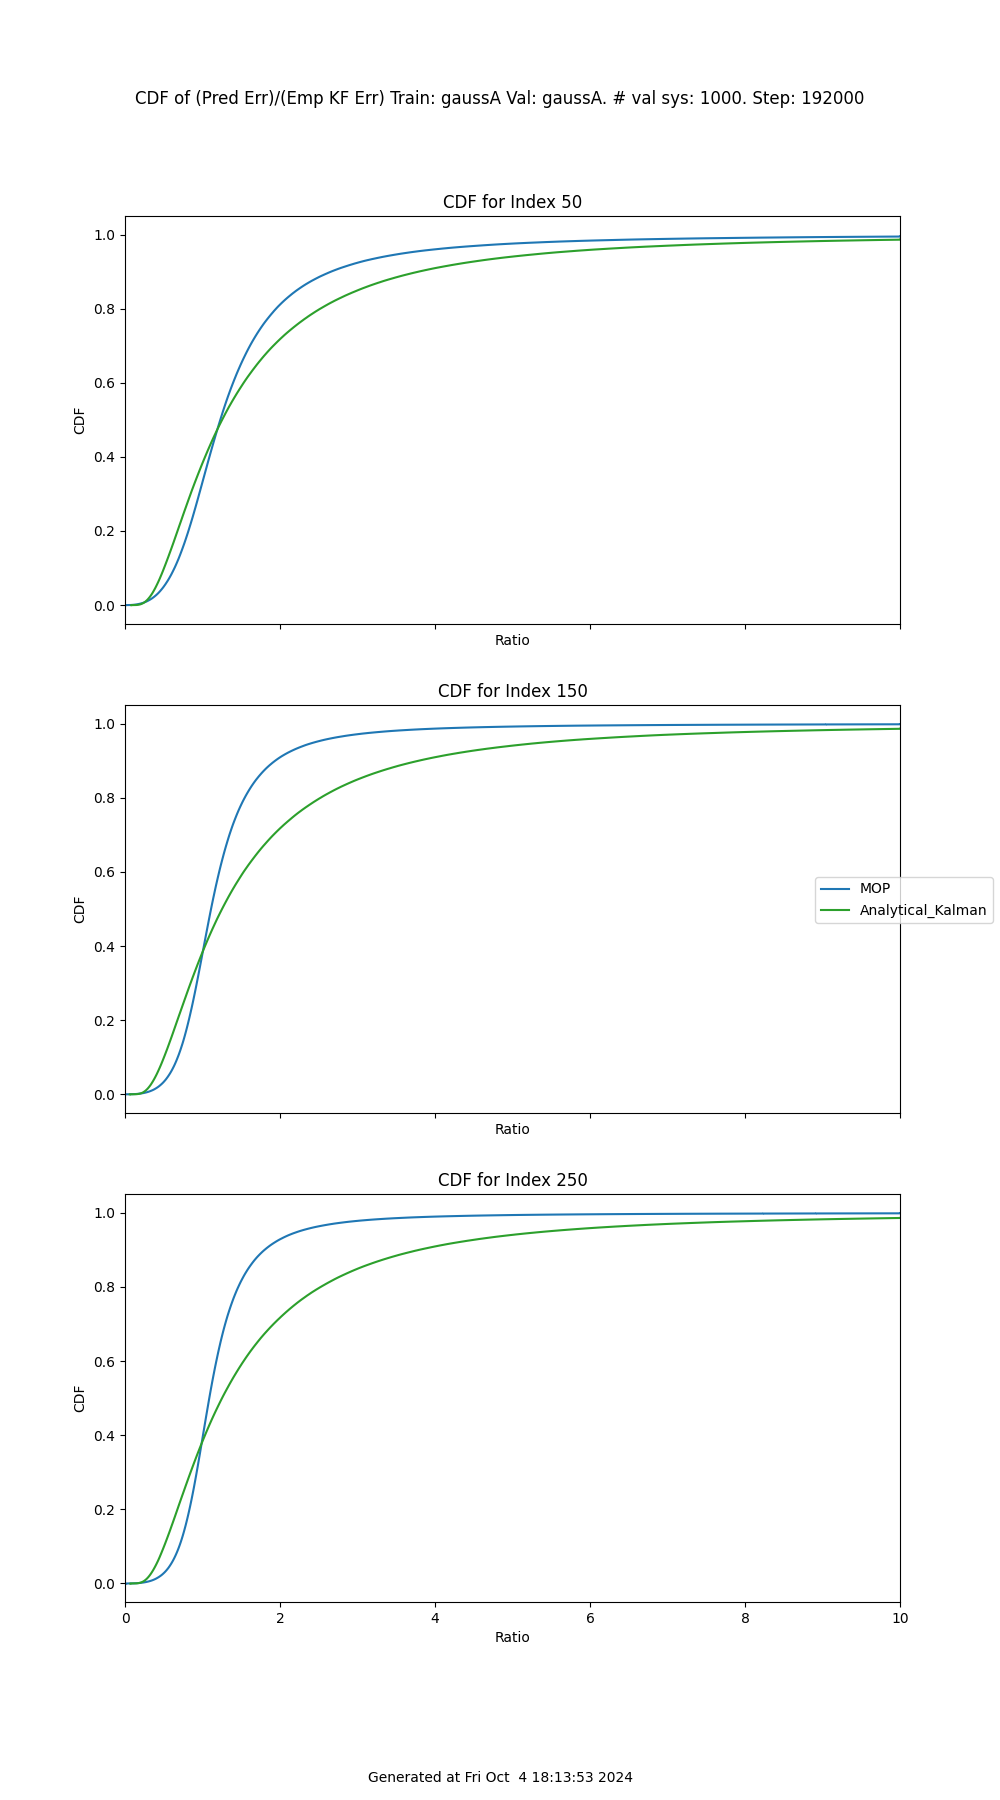 CDF of (Pred Err)/(Emp KF Err) Train: gaussA Val: gaussA. # val sys: 1000. Step: 192000
CDF for Index 50
1.0
0.8
0.6
0.4
0.2
0.0
CDF
Ratio
CDF for Index 150
1.0
0.8
0.6
0.4
0.2
0.0
CDF
MOP
Analytical_Kalman
Ratio
CDF for Index 250
1.0
0.8
0.6
0.4
0.2
0.0
CDF
0 2 4 6 8 10
Ratio
Generated at Fri Oct  4 18:13:53 2024